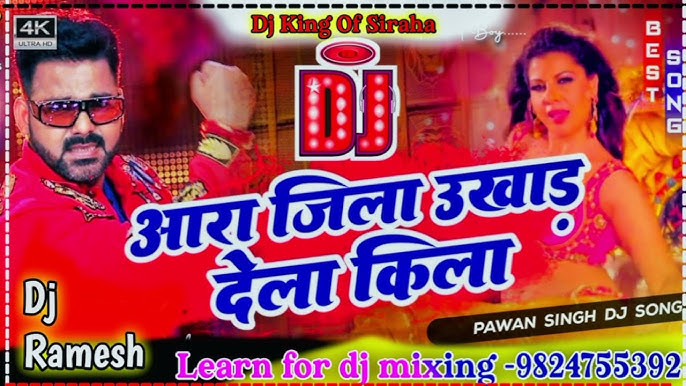 4K
ULTRA HD
Dj King Of Siraha
Boy......
BEST SONG
DJ
आरा जिला उखाड़
देला किला
PAWAN SINGH DJ SONG
Dj
Ramesh
Learn for dj mixing -9824755392